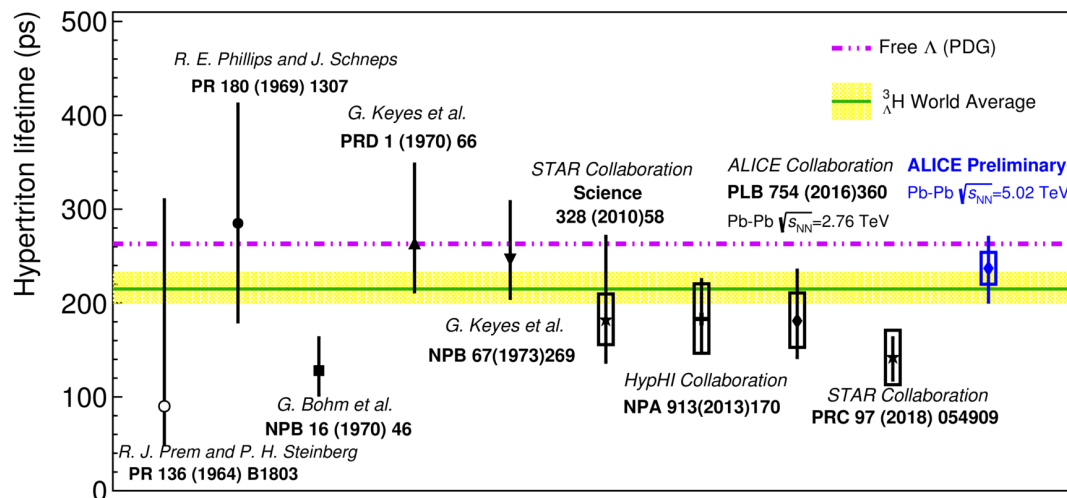 Hypertriton lifetime (ps)
500
400
300
200
100
0
Free Λ (PDG)
³ΛH World Average
R. E. Phillips and J. Schneps
PR 180 (1969) 1307
G. Keyes et al.
PRD 1 (1970) 66
STAR Collaboration
Science
328 (2010)58
ALICE Collaboration
PLB 754 (2016)360
Pb-Pb √sNN=2.76 TeV
ALICE Preliminary
Pb-Pb √sNN=5.02 TeV
G. Keyes et al.
NPB 67(1973)269
HypHI Collaboration
NPA 913(2013)170
STAR Collaboration
PRC 97 (2018) 054909
G. Bohm et al.
NPB 16 (1970) 46
R. J. Prem and P. H. Steinberg
PR 136 (1964) B1803